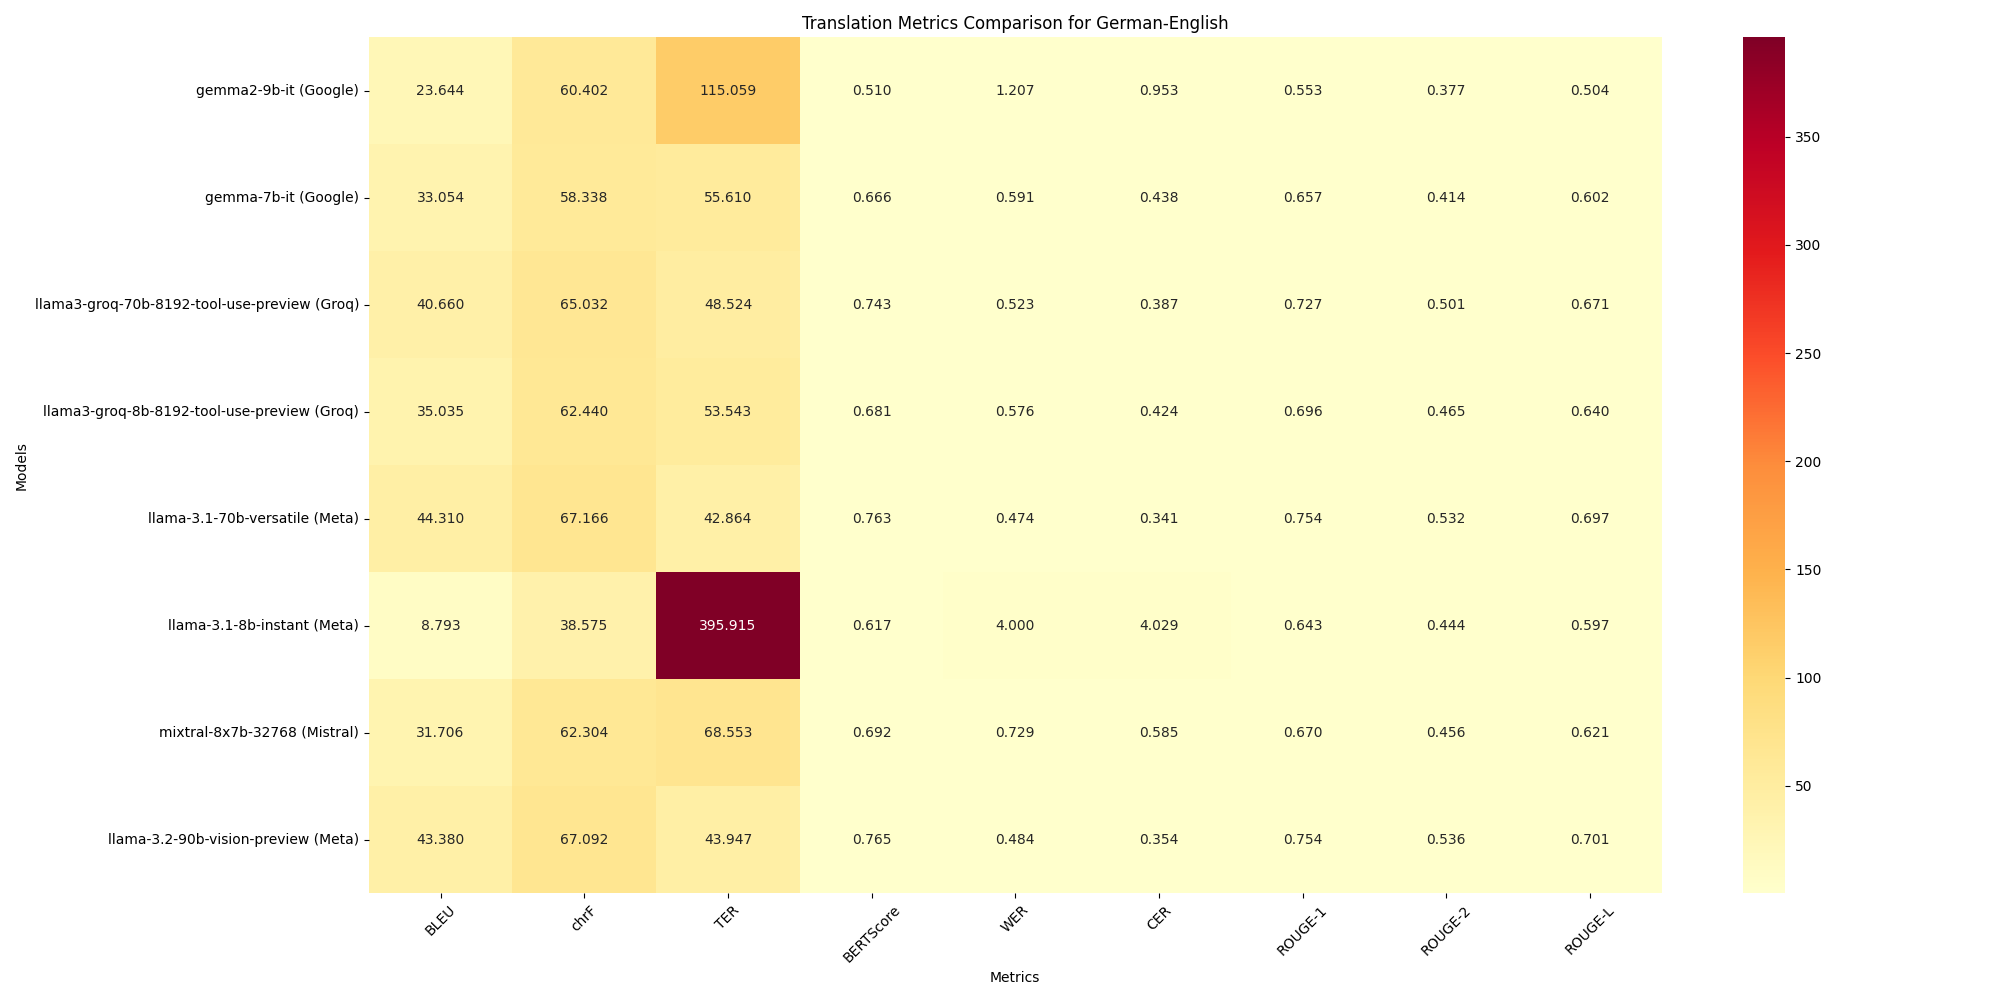 Translation Metrics Comparison for German-English
gemma2-9b-it (Google) 23.644 60.402 115.059 0.510 1.207 0.953 0.553 0.377 0.504
gemma-7b-it (Google) 33.054 58.338 55.610 0.666 0.591 0.438 0.657 0.414 0.602
llama3-groq-70b-8192-tool-use-preview (Groq) 40.660 65.032 48.524 0.743 0.523 0.387 0.727 0.501 0.671
llama3-groq-8b-8192-tool-use-preview (Groq) 35.035 62.440 53.543 0.681 0.576 0.424 0.696 0.465 0.640
llama-3.1-70b-versatile (Meta) 44.310 67.166 42.864 0.763 0.474 0.341 0.754 0.532 0.697
llama-3.1-8b-instant (Meta) 8.793 38.575 395.915 0.617 4.000 4.029 0.643 0.444 0.597
mixtral-8x7b-32768 (Mistral) 31.706 62.304 68.553 0.692 0.729 0.585 0.670 0.456 0.621
llama-3.2-90b-vision-preview (Meta) 43.380 67.092 43.947 0.765 0.484 0.354 0.754 0.536 0.701
Models
BLEU chrF TER BERTScore WER CER ROUGE-1 ROUGE-2 ROUGE-L
Metrics
350
300
250
200
150
100
50